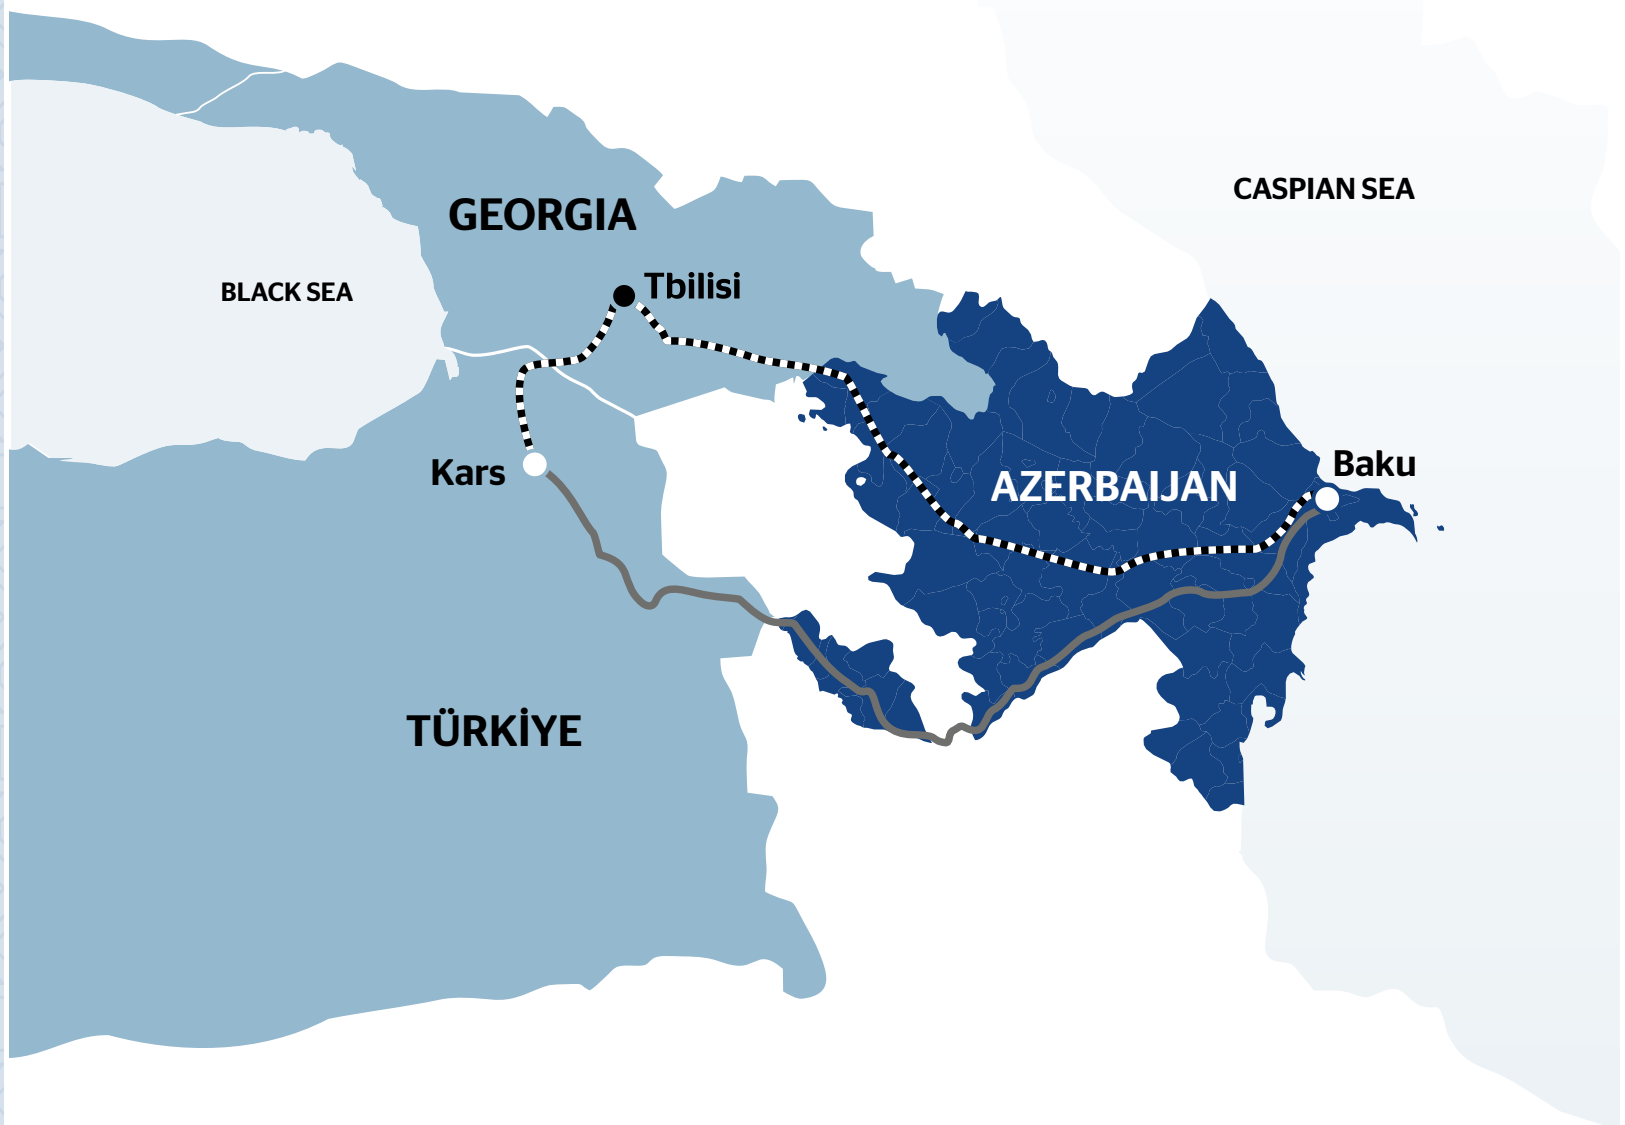 CASPIAN SEA
GEORGIA
BLACK SEA
Tbilisi
Kars
AZERBAIJAN
Baku
TÜRKİYE